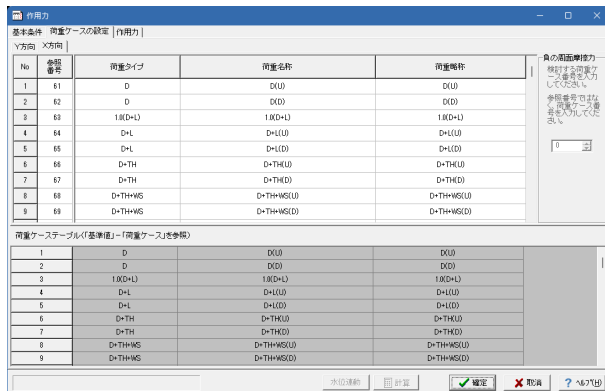 作用力
基本条件 荷重ケースの設定 作用力
Y方向 X方向
No 参照番号 荷重タイプ 荷重名称 荷重略称
1 61 D D(U) D(U)
2 62 D D(D) D(D)
3 63 1.0(D+L) 1.0(D+L) 1.0(D+L)
4 64 D+L D+L(U) D+L(U)
5 65 D+L D+L(D) D+L(D)
6 66 D+TH D+TH(U) D+TH(U)
7 67 D+TH D+TH(D) D+TH(D)
8 68 D+TH+WS D+TH+WS(U) D+TH+WS(U)
9 69 D+TH+WS D+TH+WS(D) D+TH+WS(D)
負の周面摩擦力
検討する荷重ケ
ース番号を入力
してください。
参照番号ではな
く、荷重ケース番
号を入力してくだ
さい。
0
荷重ケーステーブル(「基準値」-「荷重ケース」を参照)
1 D D(U) D(U)
2 D D(D) D(D)
3 1.0(D+L) 1.0(D+L) 1.0(D+L)
4 D+L D+L(U) D+L(U)
5 D+L D+L(D) D+L(D)
6 D+TH D+TH(U) D+TH(U)
7 D+TH D+TH(D) D+TH(D)
8 D+TH+WS D+TH+WS(U) D+TH+WS(U)
9 D+TH+WS D+TH+WS(D) D+TH+WS(D)
水位連動 計算 確定 取消 ? ヘルプ(H)